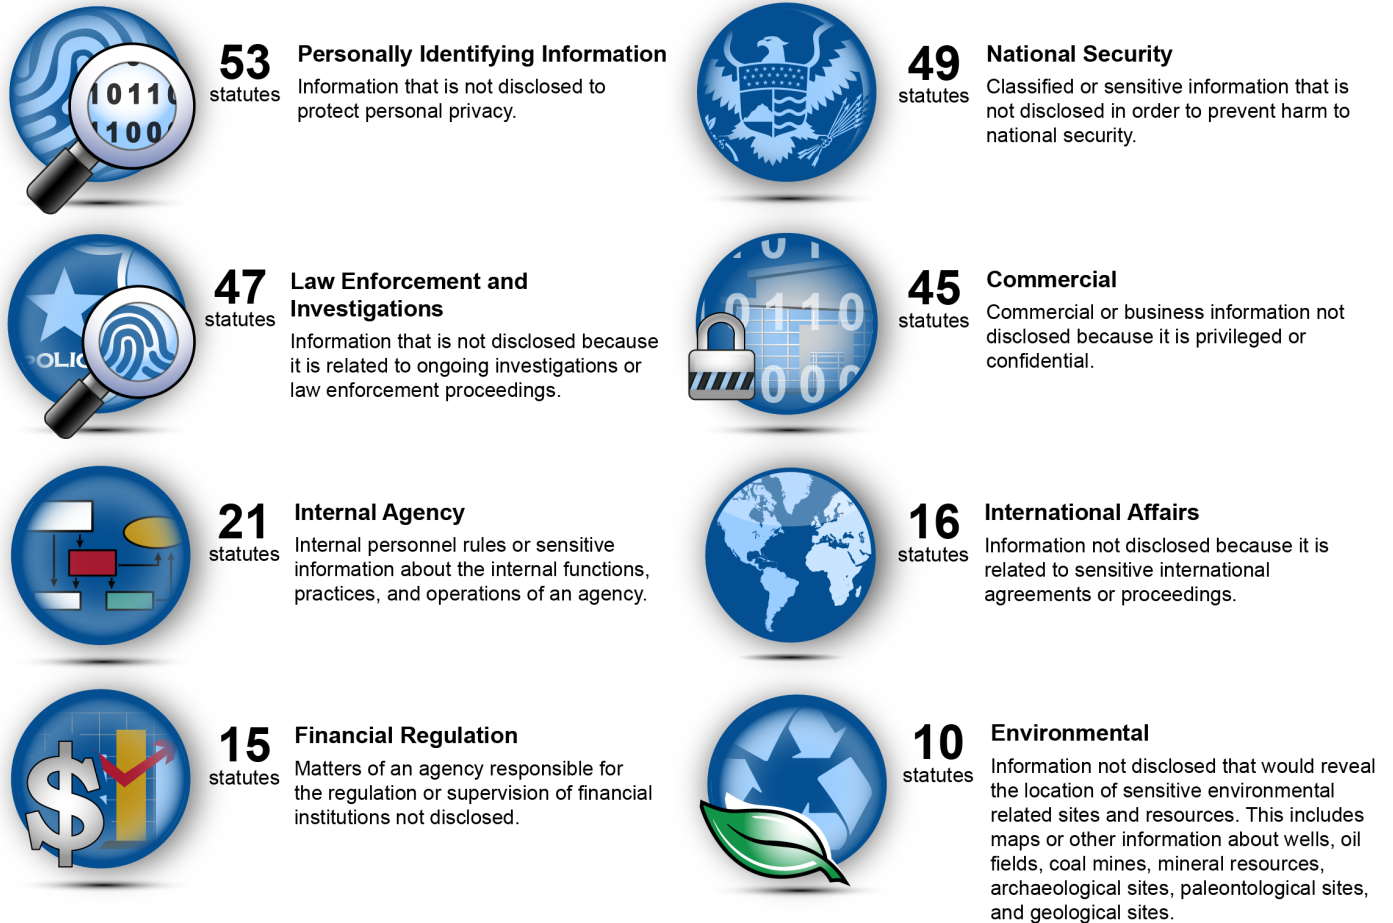 53
statutes
Personally Identifying Information
Information that is not disclosed to
protect personal privacy.
10110
11000
49
statutes
National Security
Classified or sensitive information that is
not disclosed in order to prevent harm to
national security.
47
statutes
Law Enforcement and
Investigations
Information that is not disclosed because
it is related to ongoing investigations or
law enforcement proceedings.
POLIC
45
statutes
Commercial
Commercial or business information not
disclosed because it is privileged or
confidential.
01
01
0110
000
21
statutes
Internal Agency
Internal personnel rules or sensitive
information about the internal functions,
practices, and operations of an agency.
16
statutes
International Affairs
Information not disclosed because it is
related to sensitive international
agreements or proceedings.
15
statutes
Financial Regulation
Matters of an agency responsible for
the regulation or supervision of financial
institutions not disclosed.
$
10
statutes
Environmental
Information not disclosed that would reveal
the location of sensitive environmental
related sites and resources. This includes
maps or other information about wells, oil
fields, coal mines, mineral resources,
archaeological sites, paleontological sites,
and geological sites.